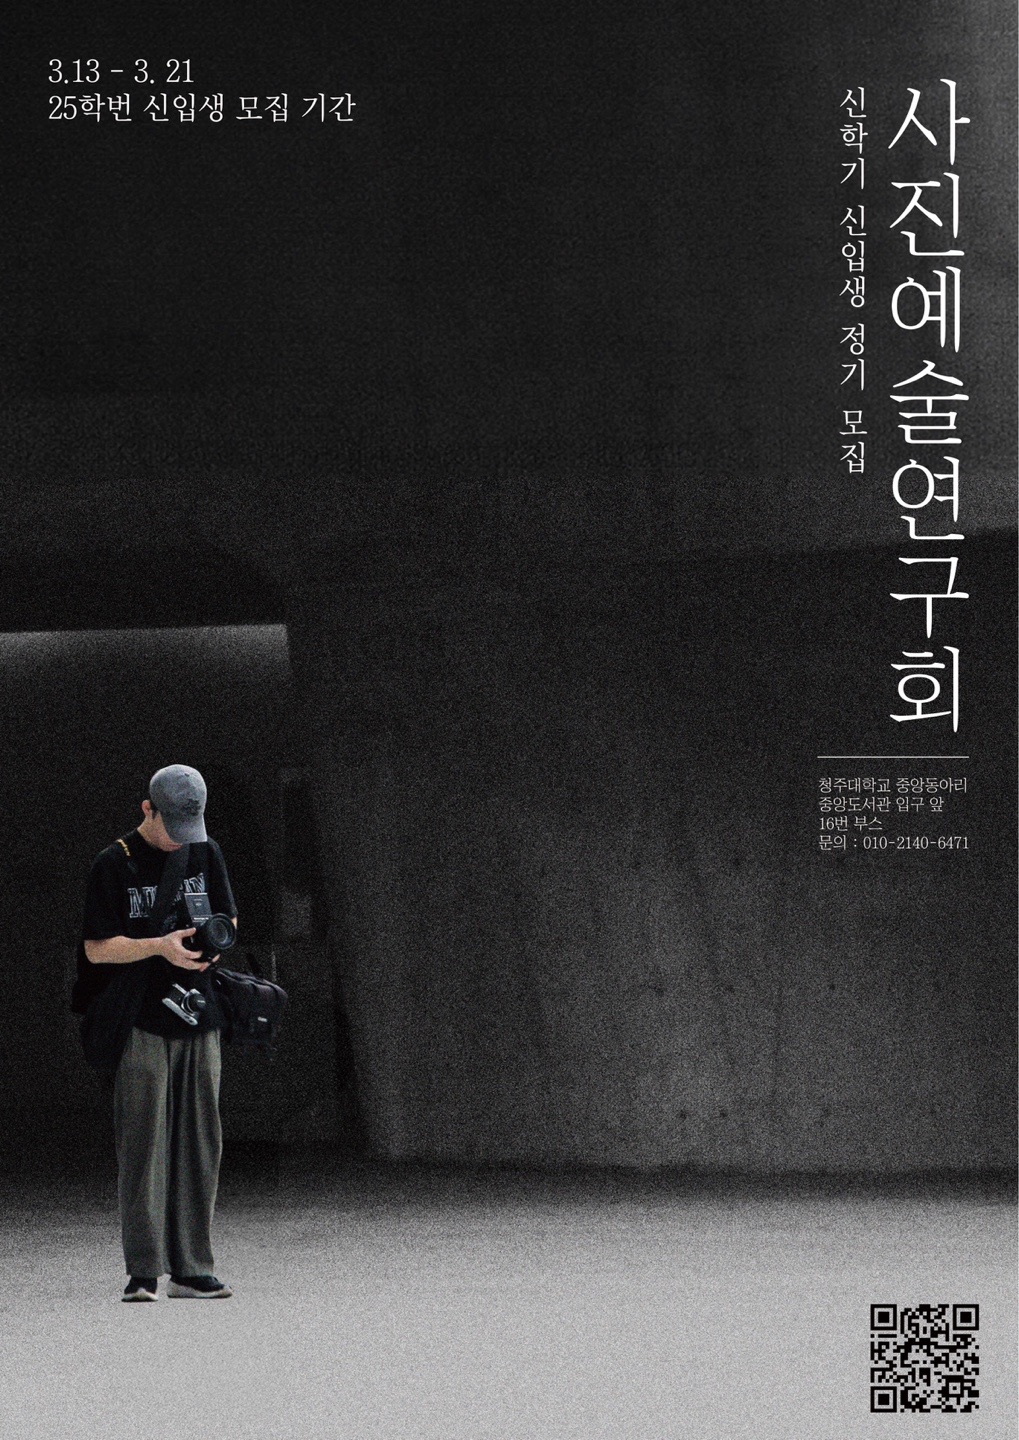 3.13 - 3. 21
25학번 신입생 모집 기간
사진예술연구회
신학기 신입생 정기 모집
청주대학교 중앙동아리
중앙도서관 입구 앞
16번 부스
문의 : 010-2140-6471